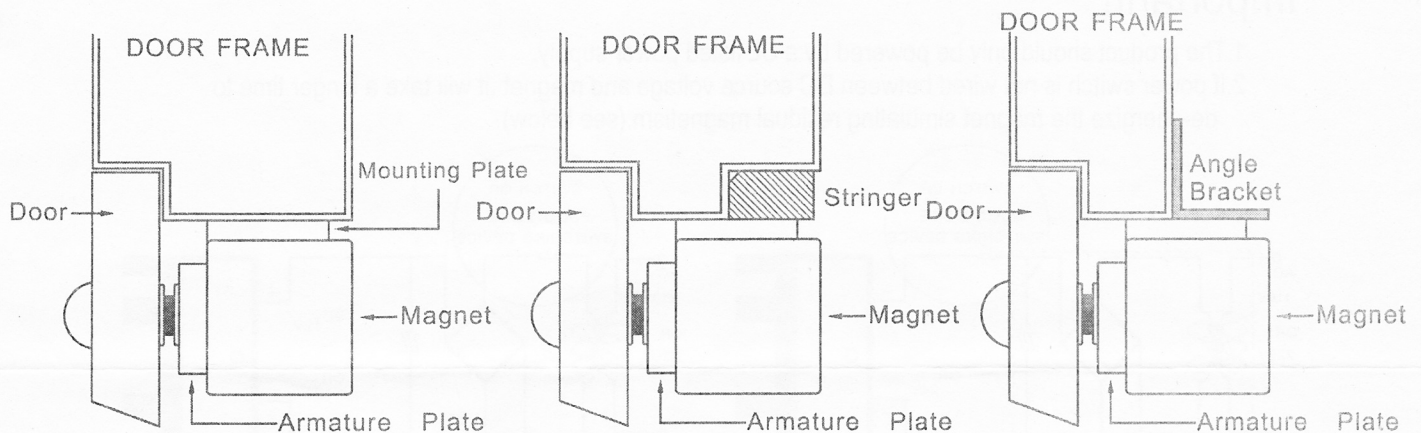 DOOR FRAME
Mounting Plate
Door
Magnet
Armature Plate
DOOR FRAME
Stringer
Door
Magnet
Armature Plate
DOOR FRAME
Angle
Bracket
Door
Magnet
Armature Plate